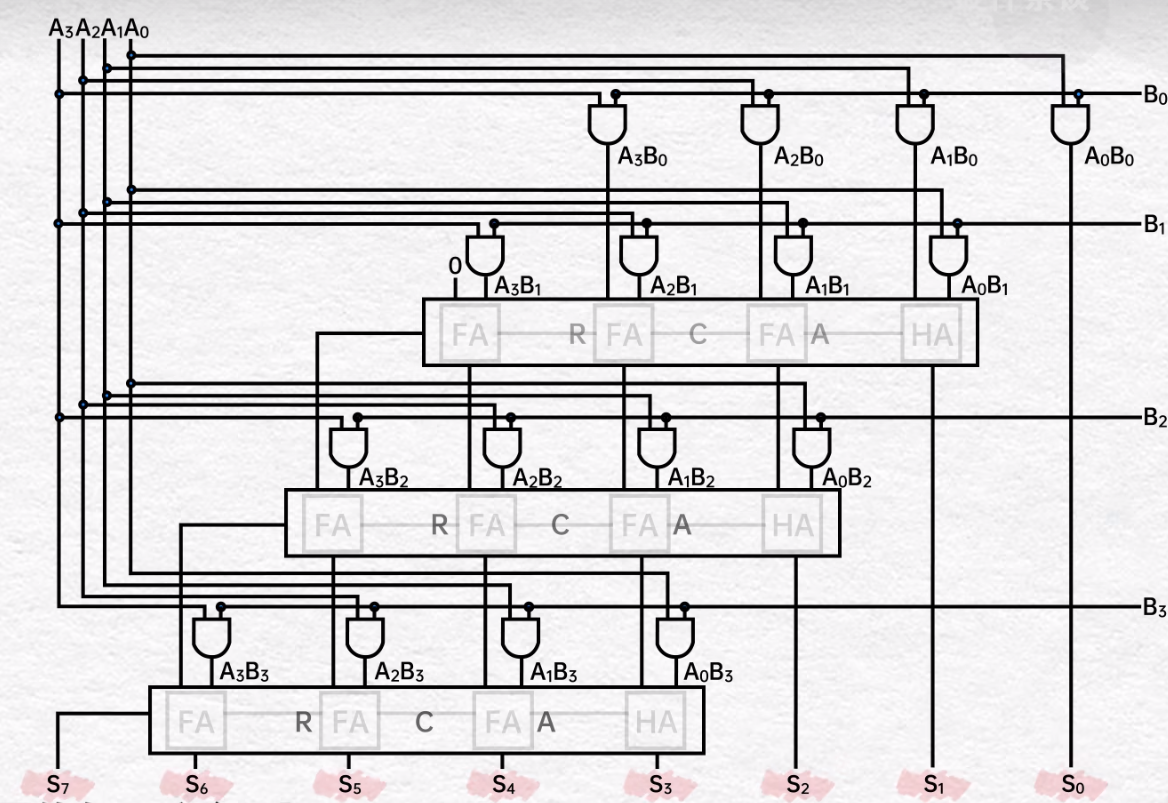 A₃A₂A₁A₀
B₀
A₃B₀ A₂B₀ A₁B₀ A₀B₀
B₁
0
A₃B₁ A₂B₁ A₁B₁ A₀B₁
FA R FA C FA A HA
B₂
A₃B₂ A₂B₂ A₁B₂ A₀B₂
FA R FA C FA A HA
B₃
A₃B₃ A₂B₃ A₁B₃ A₀B₃
FA R FA C FA A HA
S₇ S₆ S₅ S₄ S₃ S₂ S₁ S₀